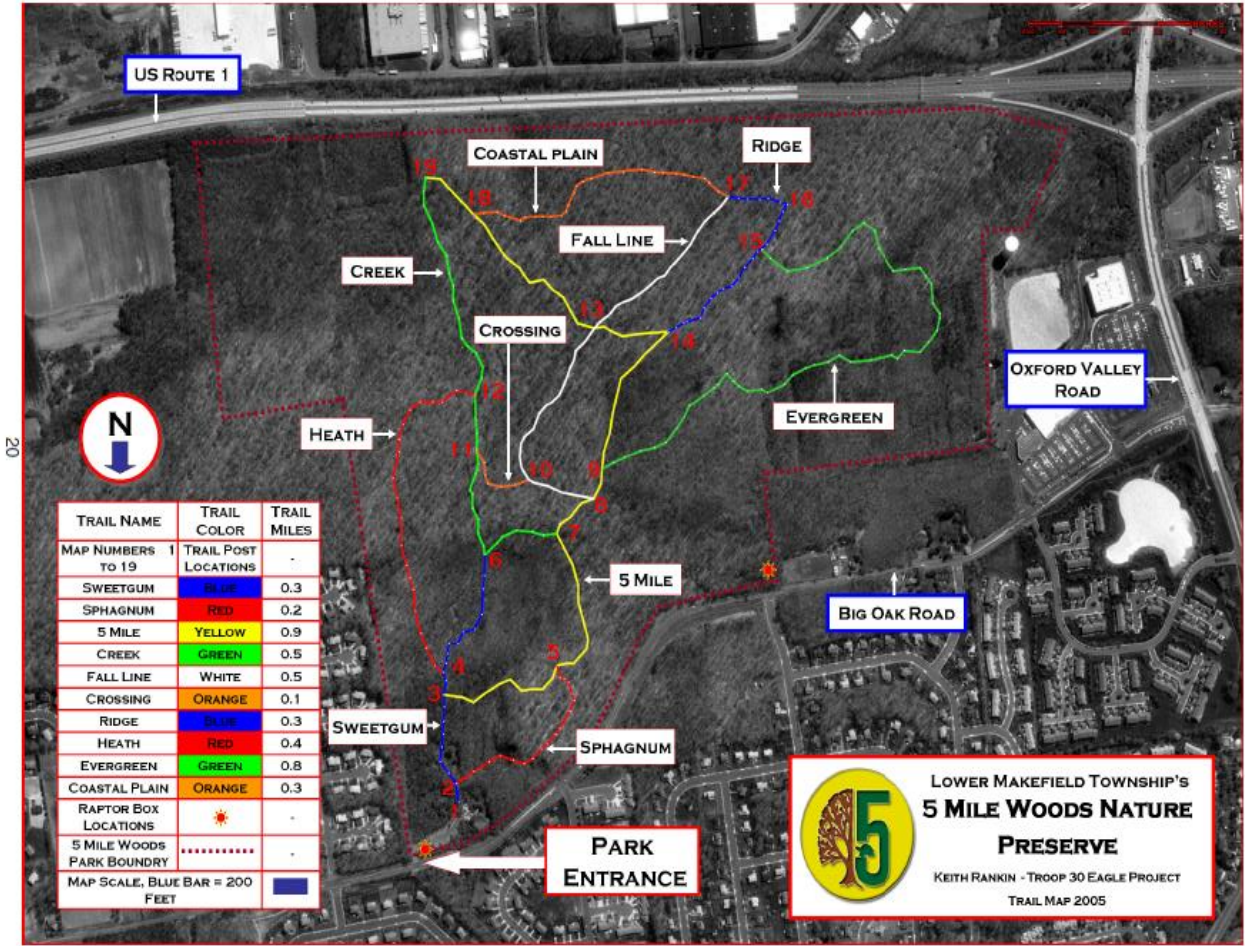 US ROUTE 1
COASTAL PLAIN
RIDGE
19
18
17
16
FALL LINE
15
CREEK
CROSSING
13
14
OXFORD VALLEY
ROAD
12
EVERGREEN
N
HEATH
20
11
10
9
8
7
6
5 MILE
BIG OAK ROAD
5
4
3
SWEETGUM
SPHAGNUM
2
PARK
ENTRANCE
TRAIL NAME TRAIL COLOR TRAIL MILES
MAP NUMBERS 1 TO 19 TRAIL POST LOCATIONS -
SWEETGUM BLUE 0.3
SPHAGNUM RED 0.2
5 MILE YELLOW 0.9
CREEK GREEN 0.5
FALL LINE WHITE 0.5
CROSSING ORANGE 0.1
RIDGE BLUE 0.3
HEATH RED 0.4
EVERGREEN GREEN 0.8
COASTAL PLAIN ORANGE 0.3
RAPTOR BOX LOCATIONS -
5 MILE WOODS PARK BOUNDRY -
MAP SCALE, BLUE BAR = 200 FEET
5
LOWER MAKEFIELD TOWNSHIP'S
5 MILE WOODS NATURE
PRESERVE
KEITH RANKIN - TROOP 30 EAGLE PROJECT
TRAIL MAP 2005